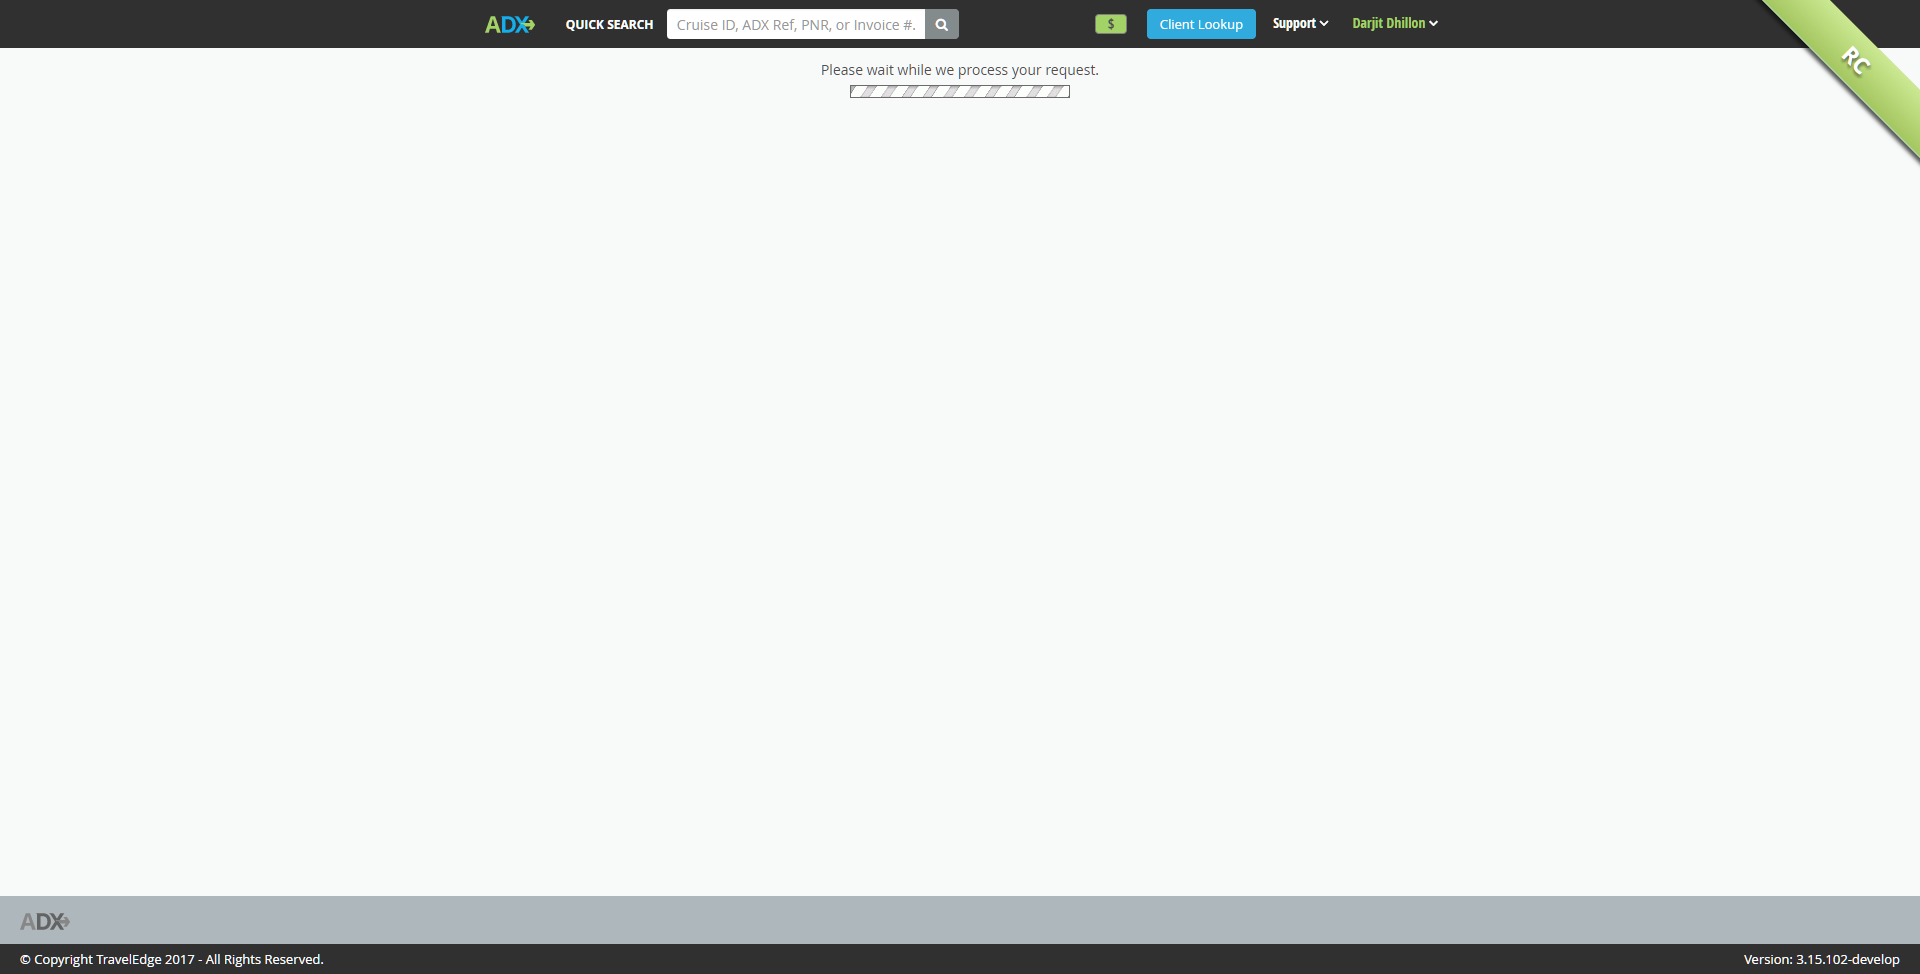 ADX
QUICK SEARCH
Cruise ID, ADX Ref, PNR, or Invoice #.
$
Client Lookup
Support
Darjit Dhillon
RC
Please wait while we process your request.
ADX
© Copyright TravelEdge 2017 - All Rights Reserved.
Version: 3.15.102-develop